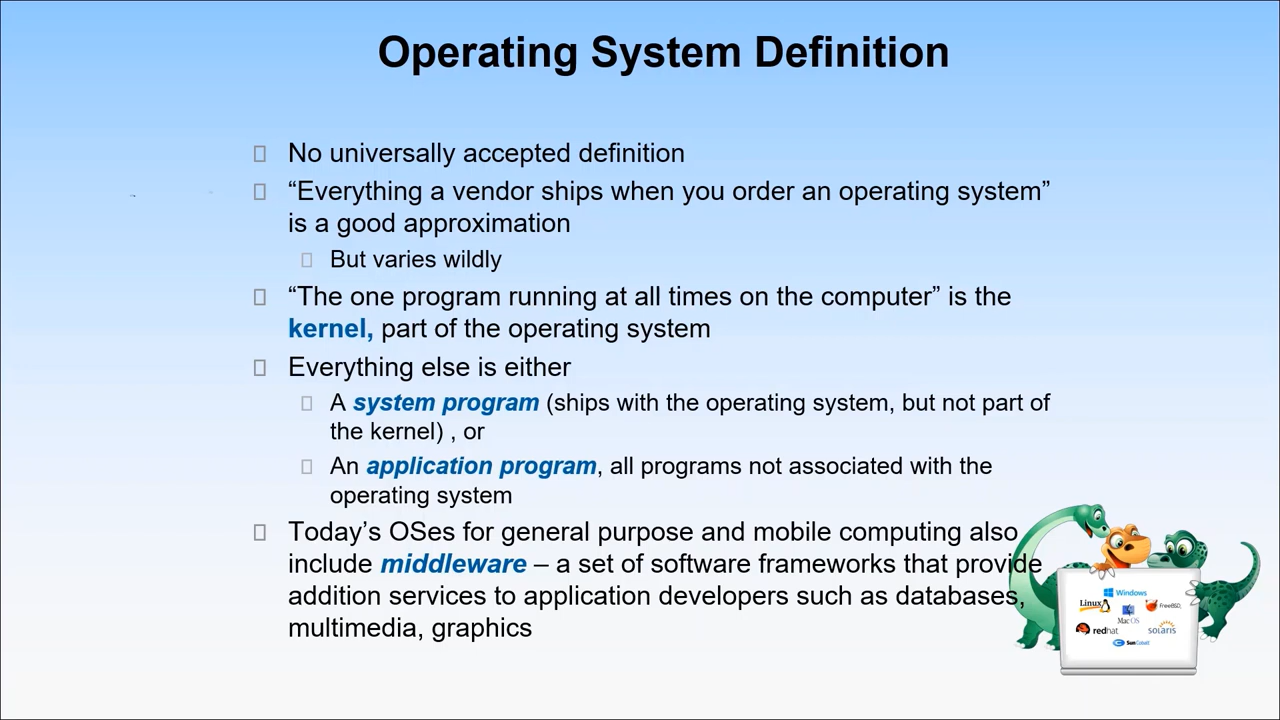 Operating System Definition
No universally accepted definition
“Everything a vendor ships when you order an operating system”
is a good approximation
But varies wildly
“The one program running at all times on the computer” is the
kernel, part of the operating system
Everything else is either
A system program (ships with the operating system, but not part of
the kernel) , or
An application program, all programs not associated with the
operating system
Today’s OSes for general purpose and mobile computing also
include middleware – a set of software frameworks that provide
addition services to application developers such as databases,
multimedia, graphics
Windows
Linux
FreeBSD
Mac OS
redhat
solaris
Sun Cobalt